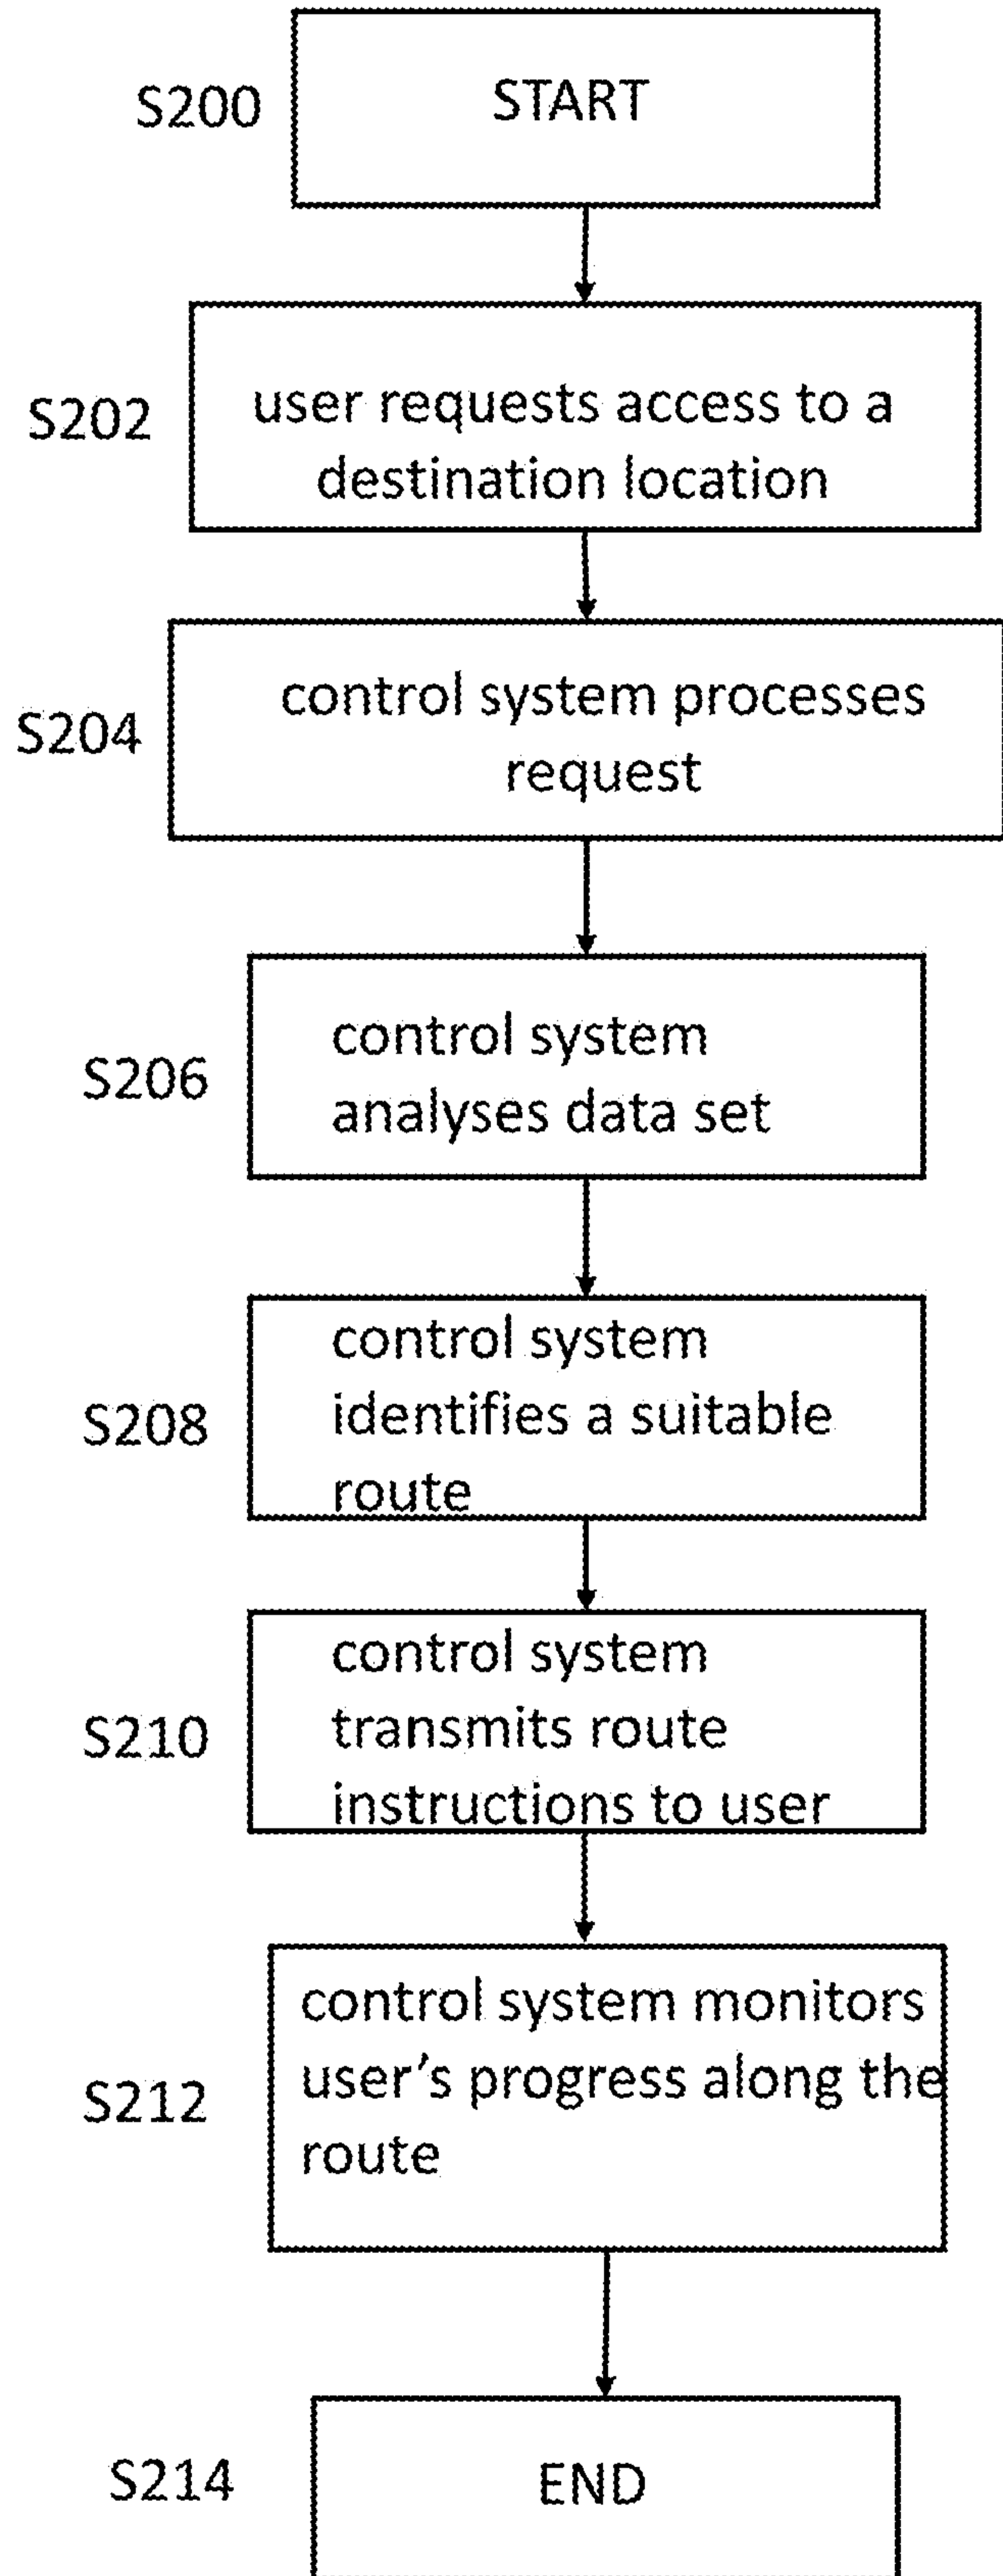 S200
START
S202
user requests access to a
destination location
S204
control system processes
request
S206
control system
analyses data set
S208
control system
identifies a suitable
route
S210
control system
transmits route
instructions to user
S212
control system monitors
user's progress along the
route
S214
END